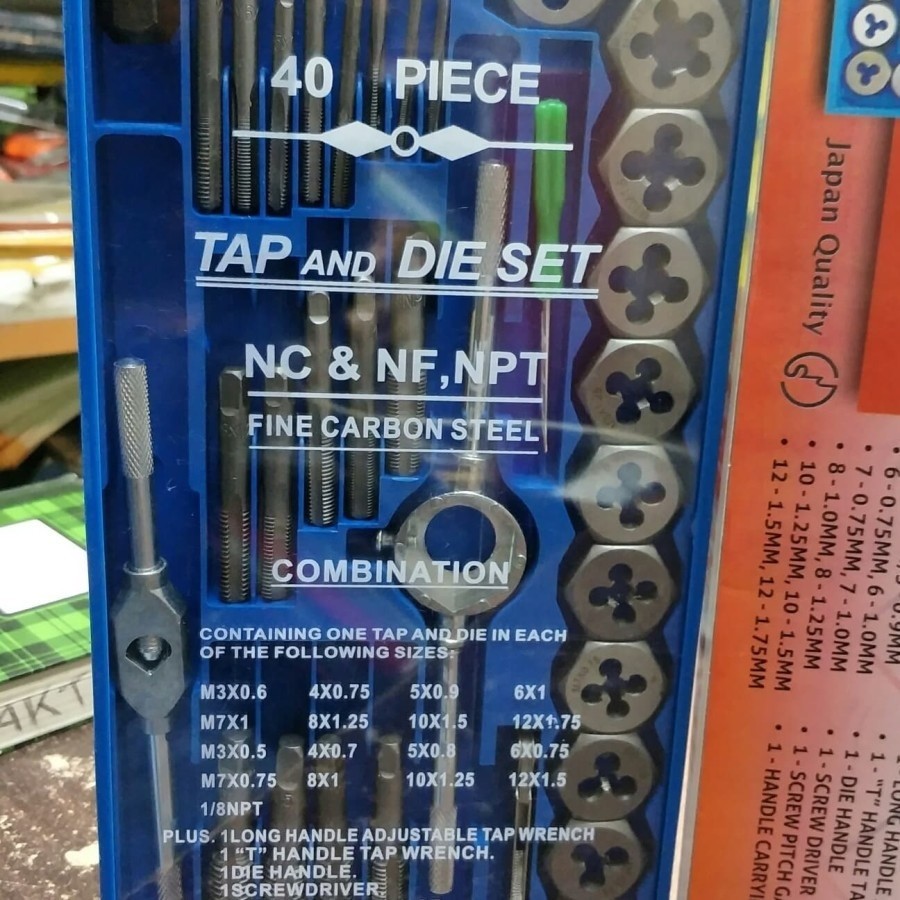 40 PIECE
TAP AND DIE SET
NC & NF,NPT
FINE CARBON STEEL
COMBINATION
CONTAINING ONE TAP AND DIE IN EACH
OF THE FOLLOWING SIZES:
M3X0.6 4X0.75 5X0.9 6X1
M7X1 8X1.25 10X1.5 12X1.75
M3X0.5 4X0.7 5X0.8 6X0.75
M7X0.75 8X1 10X1.25 12X1.5
1/8NPT
PLUS. 1LONG HANDLE ADJUSTABLE TAP WRENCH
1 "T" HANDLE TAP WRENCH.
1DIE HANDLE.
1SCREWDRIVER.
Japan Quality
6 - 0.75MM, 6 - 1.0MM
• 7 - 0.75MM, 7 - 1.0MM
• 8 - 1.0MM, 8 - 1.25MM
• 10 - 1.25MM, 10 - 1.5MM
• 12 - 1.5MM, 12 - 1.75MM
LONG HANDLE
• 1 - "T" HANDLE
• 1 - DIE HANDLE
• 1 - SCREW DRIVER
• 1 - SCREW PITCH
• 1 - HANDLE